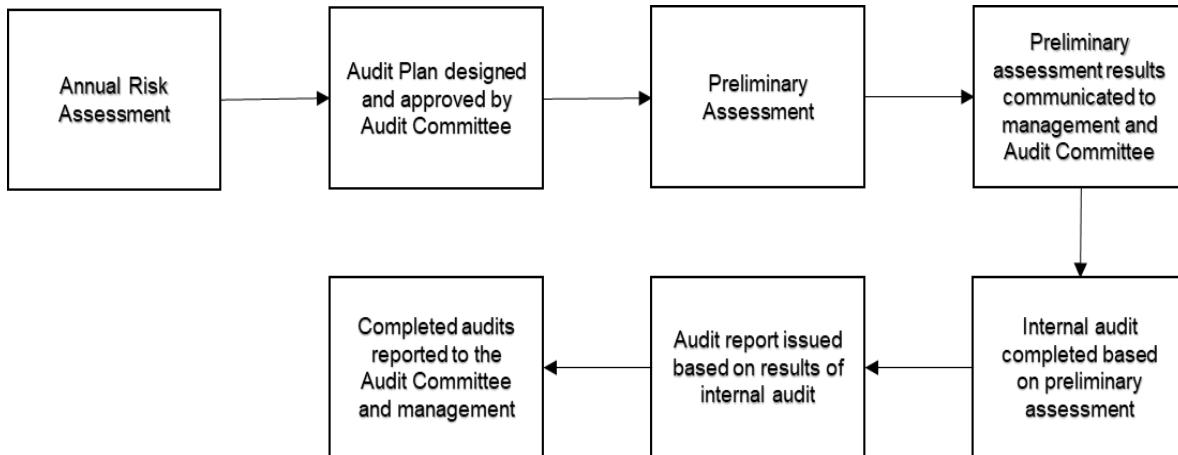 Annual Risk
Assessment
Audit Plan designed
and approved by
Audit Committee
Preliminary
Assessment
Preliminary
assessment results
communicated to
management and
Audit Committee
Internal audit
completed based
on preliminary
assessment
Audit report issued
based on results of
internal audit
Completed audits
reported to the
Audit Committee
and management